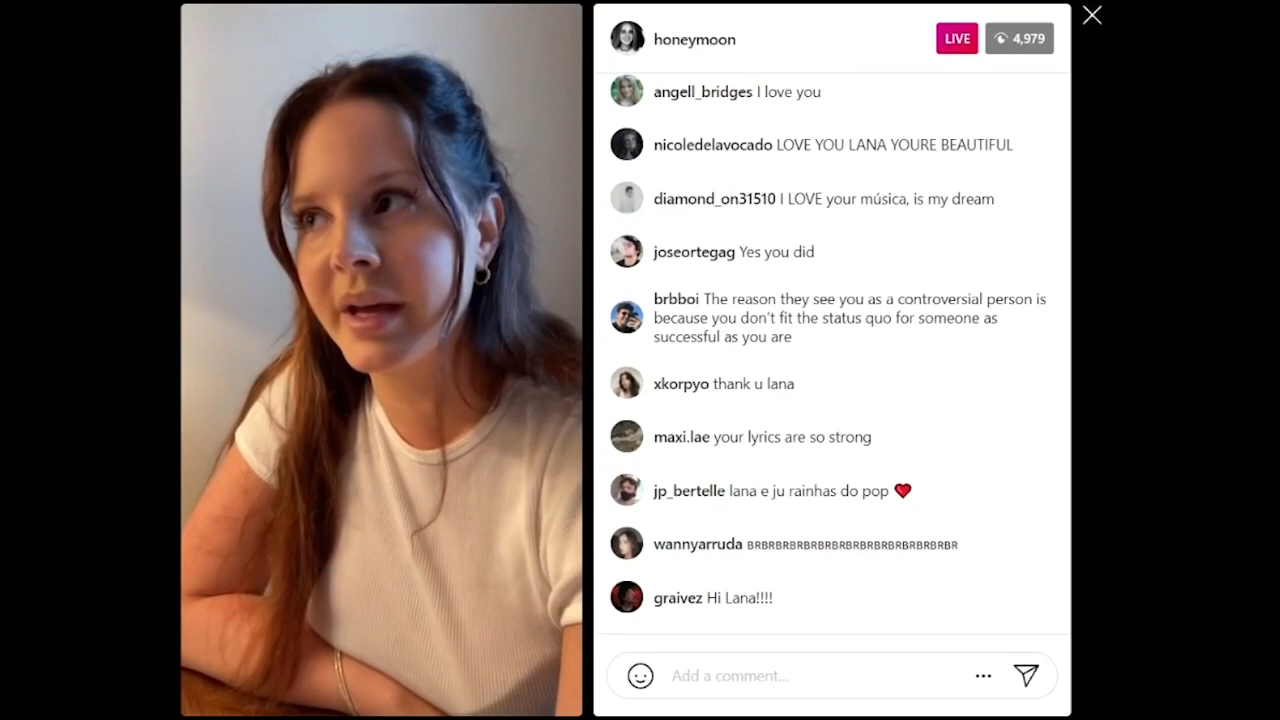 honeymoon
LIVE
4,979
angell_bridges I love you
nicoledelavocado LOVE YOU LANA YOURE BEAUTIFUL
diamond_on31510 I LOVE your música, is my dream
joseortegag Yes you did
brbboi The reason they see you as a controversial person is
because you don't fit the status quo for someone as
successful as you are
xkorpyo thank u lana
maxi.lae your lyrics are so strong
jp_bertelle lana e ju rainhas do pop ❤️
wannyarruda ʙʀʙʀʙʀʙʀʙʀʙʀʙʀʙʀʙʀʙʀʙʀʙʀʙʀʙʀʙʀ
graivez Hi Lana!!!!
Add a comment...